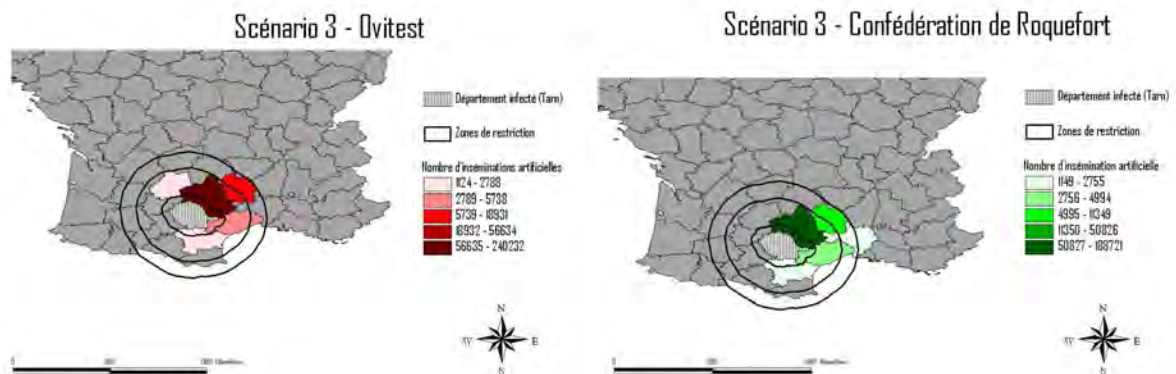 Scénario 3 - Ovitest
Département infecté (Tarn)
Zones de restriction
Nombre d'inséminations artificielles
1124 - 2788
2789 - 5738
5739 - 18931
18932 - 56634
56635 - 240232
N
W
E
S
0
Scénario 3 - Confédération de Roquefort
Département infecté (Tarn)
Zones de restriction
Nombre d'insémination artificielle
1149 - 2755
2756 - 4994
4995 - 11349
11350 - 50826
50827 - 188721
N
W
E
S
0